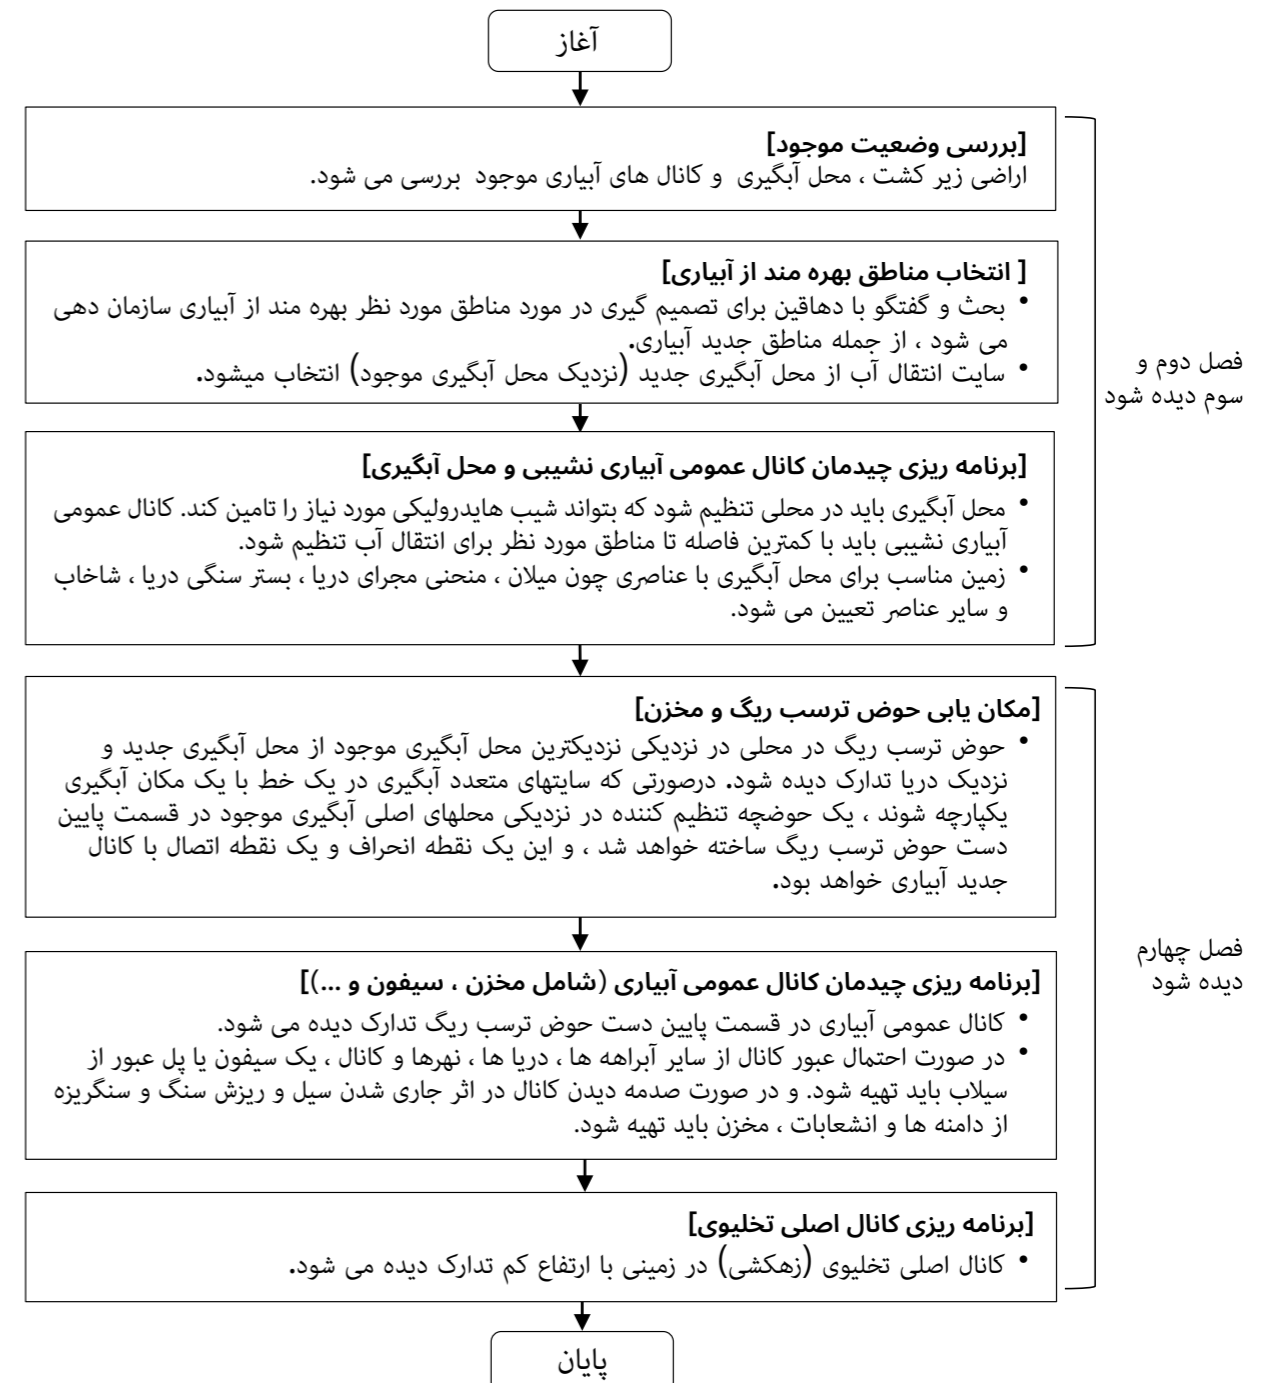 آغاز
[بررسی وضعیت موجود]
اراضی زیر کشت ، محل آبگیری و کانال های آبیاری موجود بررسی می شود.
[ انتخاب مناطق بهره مند از آبیاری]
• بحث و گفتگو با دهاقین برای تصمیم گیری در مورد مناطق مورد نظر بهره مند از آبیاری سازمان دهی
می شود ، از جمله مناطق جدید آبیاری.
• سایت انتقال آب از محل آبگیری جدید (نزدیک محل آبگیری موجود) انتخاب میشود.
[برنامه ریزی چیدمان کانال عمومی آبیاری نشیبی و محل آبگیری]
• محل آبگیری باید در محلی تنظیم شود که بتواند شیب هایدرولیکی مورد نیاز را تامین کند. کانال عمومی
آبیاری نشیبی باید با کمترین فاصله تا مناطق مورد نظر برای انتقال آب تنظیم شود.
• زمین مناسب برای محل آبگیری با عناصری چون میلان ، منحنی مجرای دریا ، بستر سنگی دریا ، شاخاب
و سایر عناصر تعیین می شود.
فصل دوم و
سوم دیده شود
[مکان یابی حوض ترسب ریگ و مخزن]
• حوض ترسب ریگ در محلی در نزدیکی نزدیکترین محل آبگیری موجود از محل آبگیری جدید و
نزدیک دریا تدارک دیده شود. درصورتی که سایتهای متعدد آبگیری در یک خط با یک مکان آبگیری
یکپارچه شوند ، یک حوضچه تنظیم کننده در نزدیکی محلهای اصلی آبگیری موجود در قسمت پایین
دست حوض ترسب ریگ ساخته خواهد شد ، و این یک نقطه انحراف و یک نقطه اتصال با کانال
جدید آبیاری خواهد بود.
[برنامه ریزی چیدمان کانال عمومی آبیاری (شامل مخزن ، سیفون و ...)]
• کانال عمومی آبیاری در قسمت پایین دست حوض ترسب ریگ تدارک دیده می شود.
• در صورت احتمال عبور کانال از سایر آبراهه ها ، دریا ها ، نهرها و کانال ، یک سیفون یا پل عبور از
سیلاب باید تهیه شود. و در صورت صدمه دیدن کانال در اثر جاری شدن سیل و ریزش سنگ و سنگریزه
از دامنه ها و انشعابات ، مخزن باید تهیه شود.
[برنامه ریزی کانال اصلی تخلیوی]
• کانال اصلی تخلیوی (زهکشی) در زمینی با ارتفاع کم تدارک دیده می شود.
فصل چهارم
دیده شود
پایان